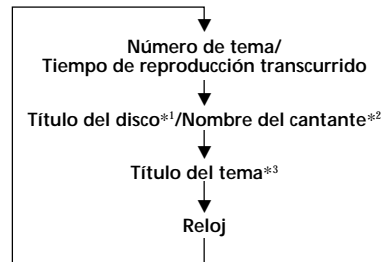 Número de tema/
Tiempo de reproducción transcurrido
Título del disco*1/Nombre del cantante*2
Título del tema*3
Reloj